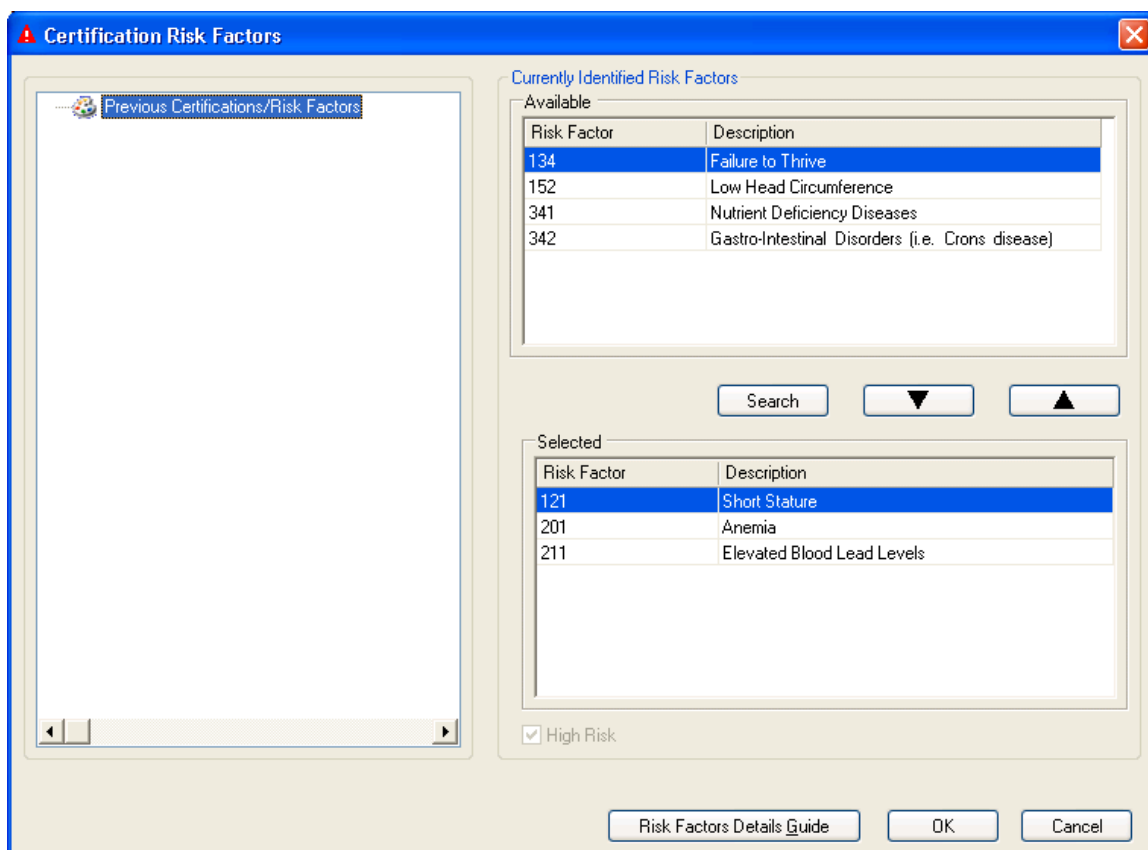 Certification Risk Factors
Previous Certifications/Risk Factors
Currently Identified Risk Factors
Available
Risk Factor Description
134 Failure to Thrive
152 Low Head Circumference
341 Nutrient Deficiency Diseases
342 Gastro-Intestinal Disorders (i.e. Crons disease)
Search
Selected
Risk Factor Description
121 Short Stature
201 Anemia
211 Elevated Blood Lead Levels
High Risk
Risk Factors Details Guide OK Cancel